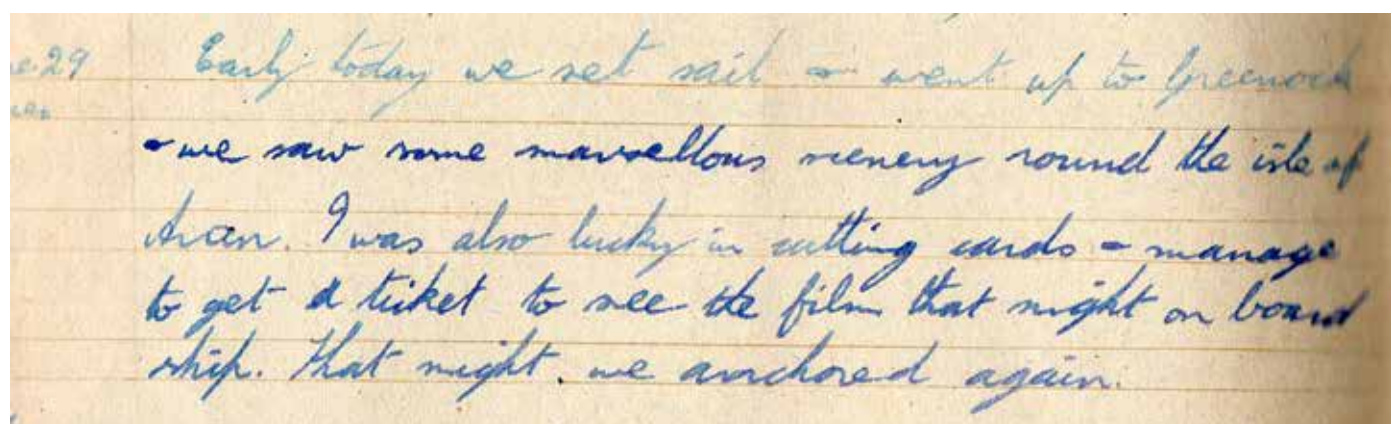 e 29 Early today we set sail & went up to Greenock
- we saw some marvellous scenery round the isle of
Aran. I was also lucky in cutting cards & manage
to get a ticket to see the film that night on board
ship. That night we anchored again.